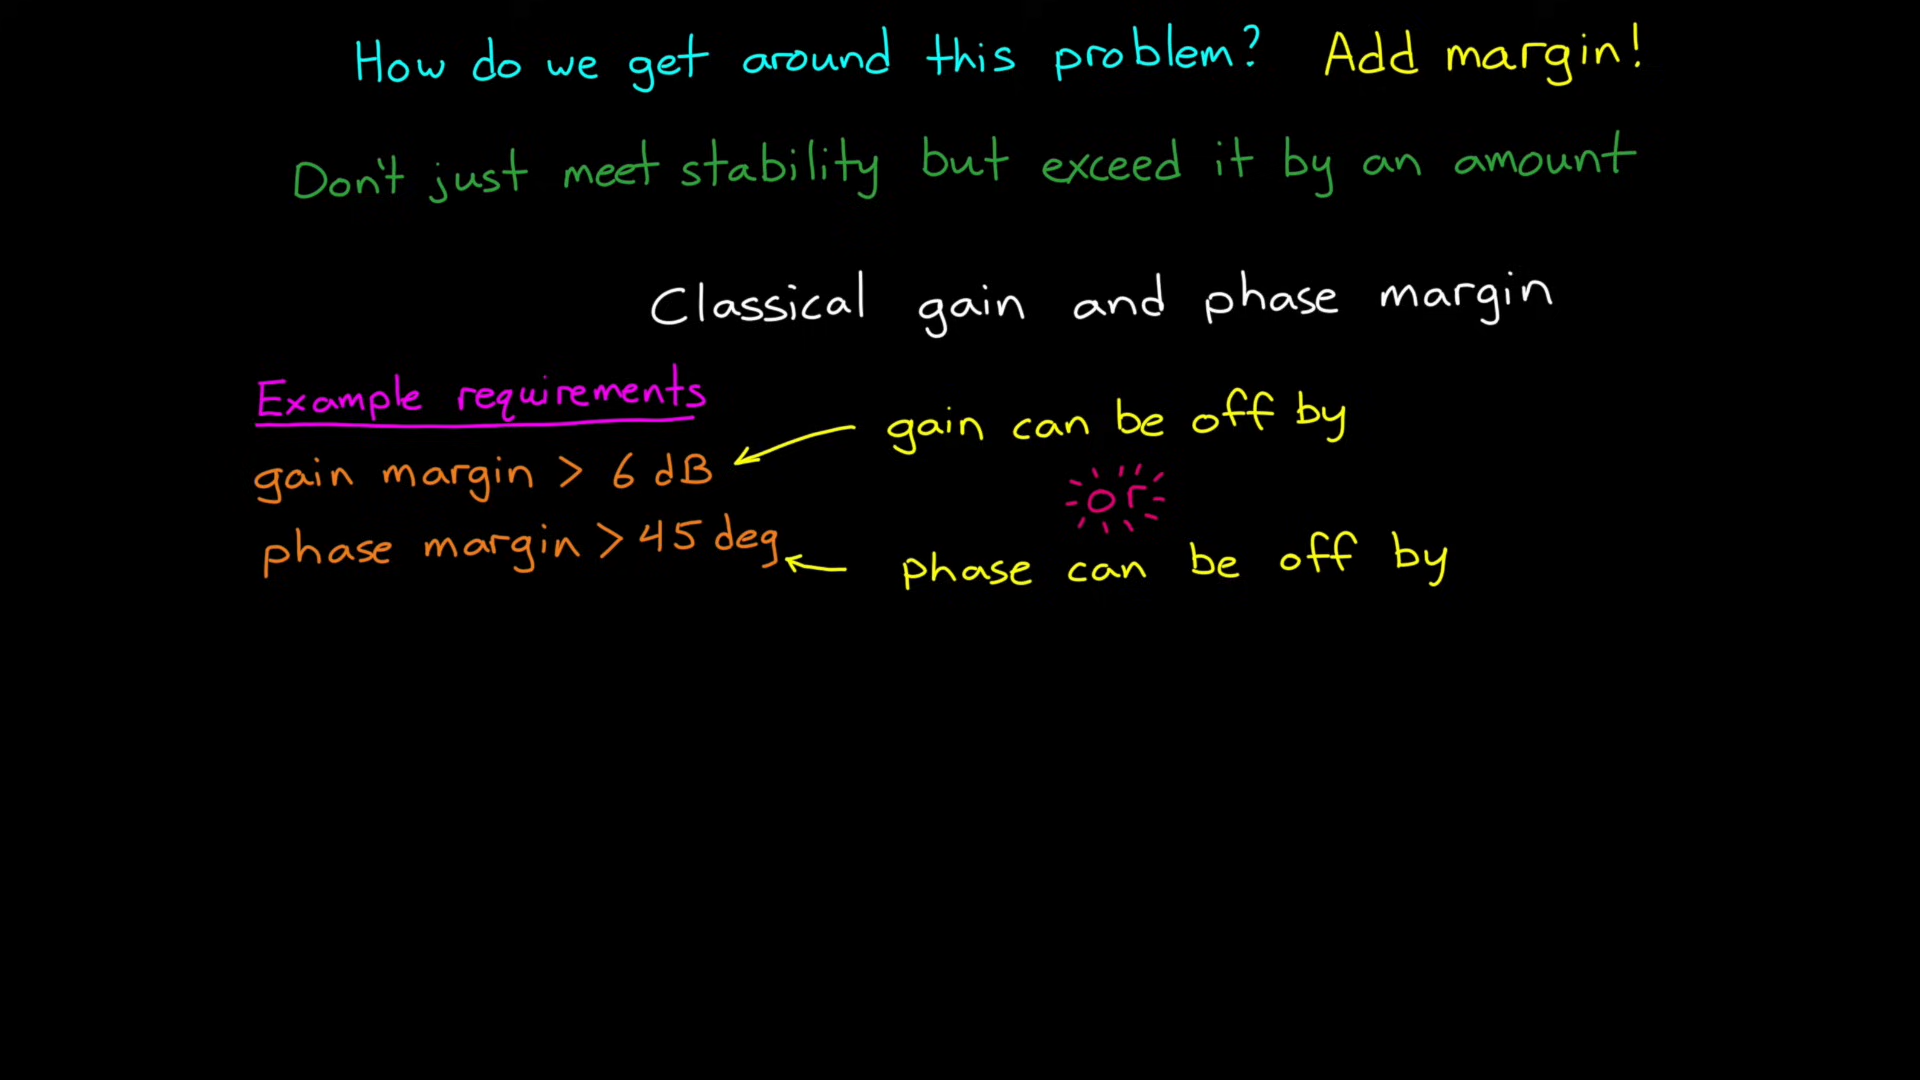 How do we get around this problem? Add margin!
Don't just meet stability but exceed it by an amount
Classical gain and phase margin
Example requirements
gain margin > 6 dB
gain can be off by
or
phase margin > 45 deg
phase can be off by